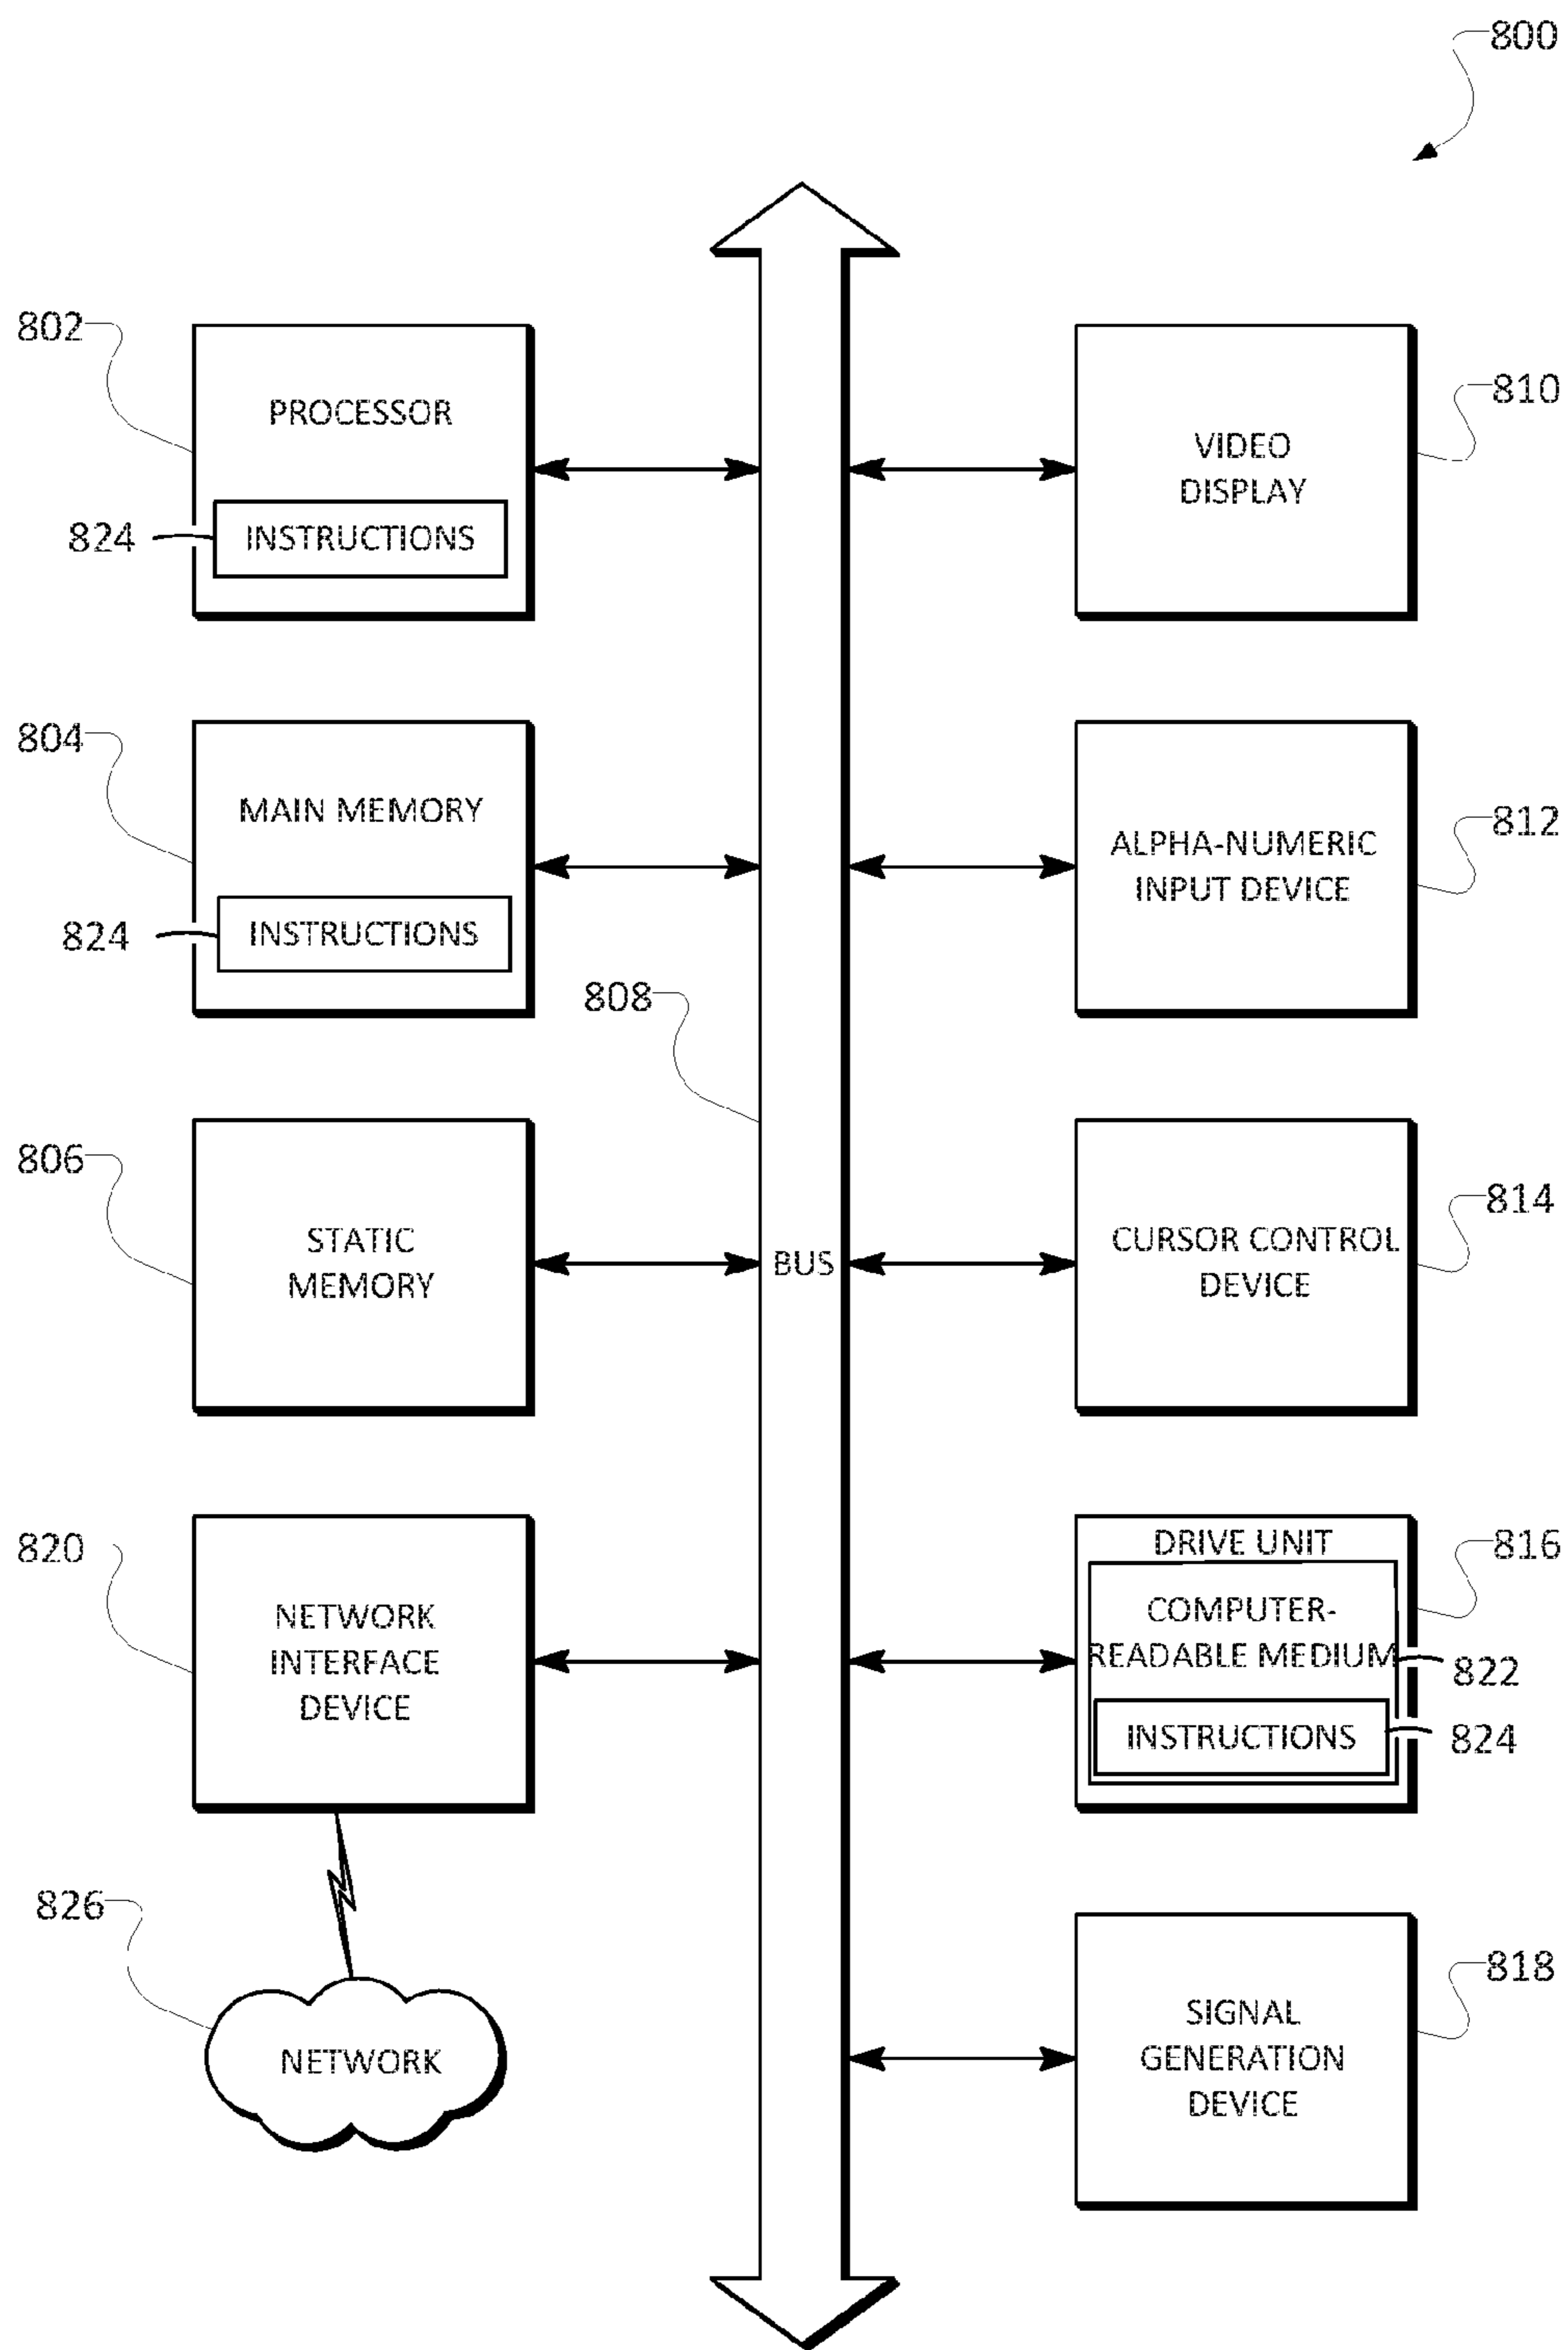 800
802
PROCESSOR
824
INSTRUCTIONS
810
VIDEO
DISPLAY
804
MAIN MEMORY
824
INSTRUCTIONS
812
ALPHA-NUMERIC
INPUT DEVICE
808
BUS
806
STATIC
MEMORY
814
CURSOR CONTROL
DEVICE
820
NETWORK
INTERFACE
DEVICE
816
DRIVE UNIT
COMPUTER-
READABLE MEDIUM
822
INSTRUCTIONS
824
826
NETWORK
818
SIGNAL
GENERATION
DEVICE